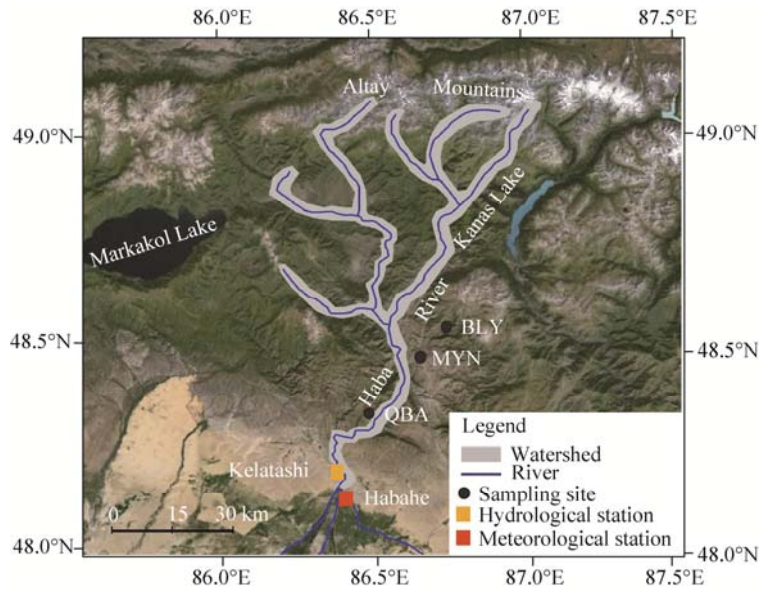 86.0°E 86.5°E 87.0°E 87.5°E
Altay Mountains
49.0°N 49.0°N
Kanas Lake
Markakol Lake
River
BLY
48.5°N MYN 48.5°N
Haba
QBA
Legend
Watershed
River
Kelatashi
Sampling site
Habahe
Hydrological station
0 15 30 km
Meteorological station
48.0°N 48.0°N
86.0°E 86.5°E 87.0°E 87.5°E